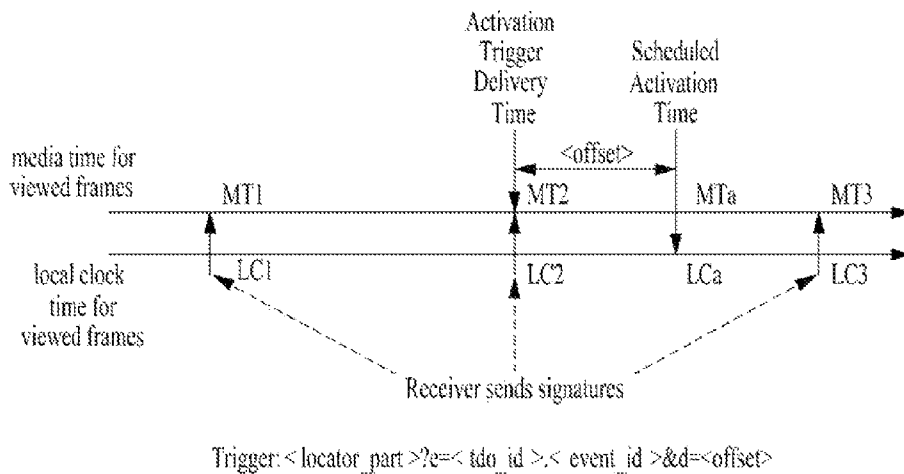 Activation
Trigger
Delivery
Time
Scheduled
Activation
Time
<offset>
media time for
viewed frames
MT1
MT2
MTa
MT3
local clock
time for
viewed frames
LC1
LC2
LCa
LC3
Receiver sends signatures
Trigger: < locator_part >?e=< tdo_id >.< event_id >&d=<offset>